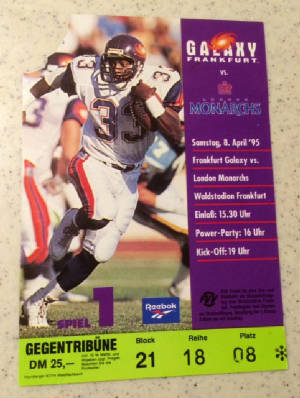 GALAXY
FRANKFURT
vs.
LONDON
MONARCHS
Samstag, 8. April '95
Frankfurt Galaxy vs.
London Monarchs
Waldstadion Frankfurt
Einlaß: 15.30 Uhr
Power-Party: 16 Uhr
Kick-Off: 19 Uhr
33
SPIEL 1
Reebok
GEGENTRIBÜNE
DM 25,—
Block
21
Reihe
18
Platz
08